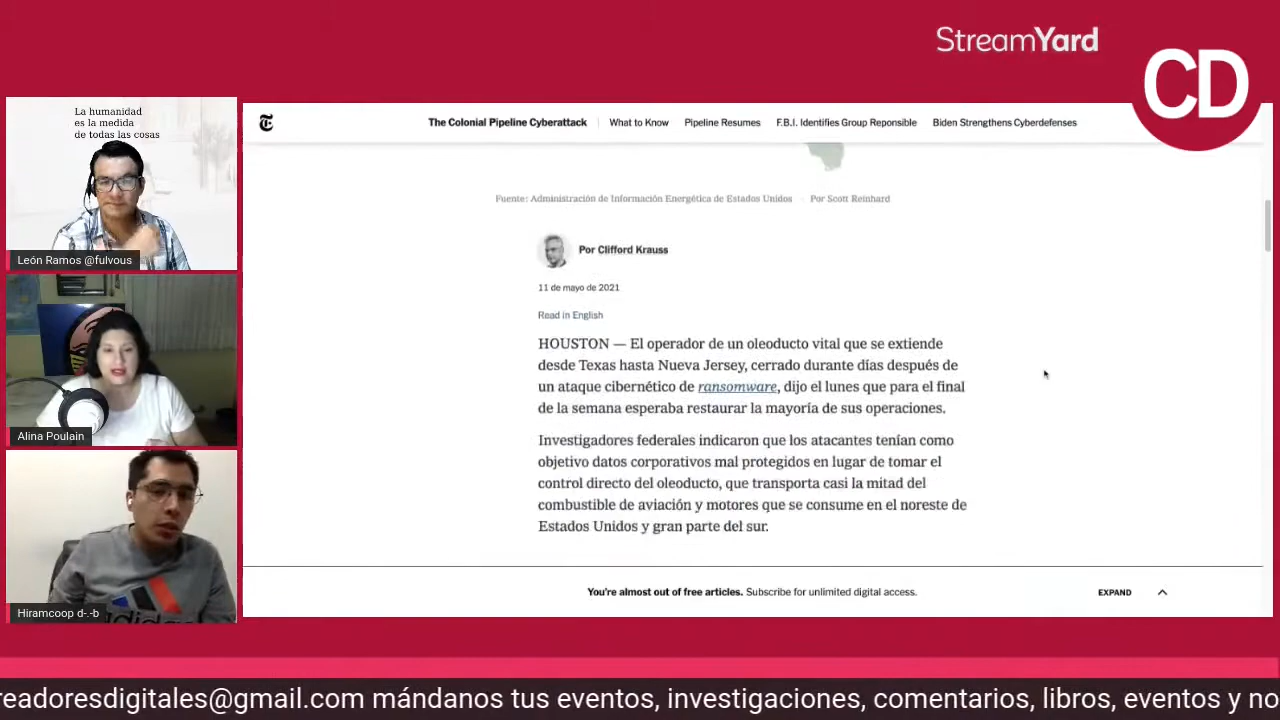 StreamYard
CD
La humanidad
es la medida
de todas las cosas
León Ramos @fulvous
Alina Poulain
Hiramcoop d-.-b
The Colonial Pipeline Cyberattack
What to Know
Pipeline Resumes
F.B.I. Identifies Group Reponsible
Biden Strengthens Cyberdefenses
Fuente: Administración de Información Energética de Estados Unidos · Por Scott Reinhard
Por Clifford Krauss
11 de mayo de 2021
Read in English
HOUSTON — El operador de un oleoducto vital que se extiende
desde Texas hasta Nueva Jersey, cerrado durante días después de
un ataque cibernético de ransomware, dijo el lunes que para el final
de la semana esperaba restaurar la mayoría de sus operaciones.
Investigadores federales indicaron que los atacantes tenían como
objetivo datos corporativos mal protegidos en lugar de tomar el
control directo del oleoducto, que transporta casi la mitad del
combustible de aviación y motores que se consume en el noreste de
Estados Unidos y gran parte del sur.
You're almost out of free articles. Subscribe for unlimited digital access.
EXPAND
readoresdigitales@gmail.com mándanos tus eventos, investigaciones, comentarios, libros, eventos y no